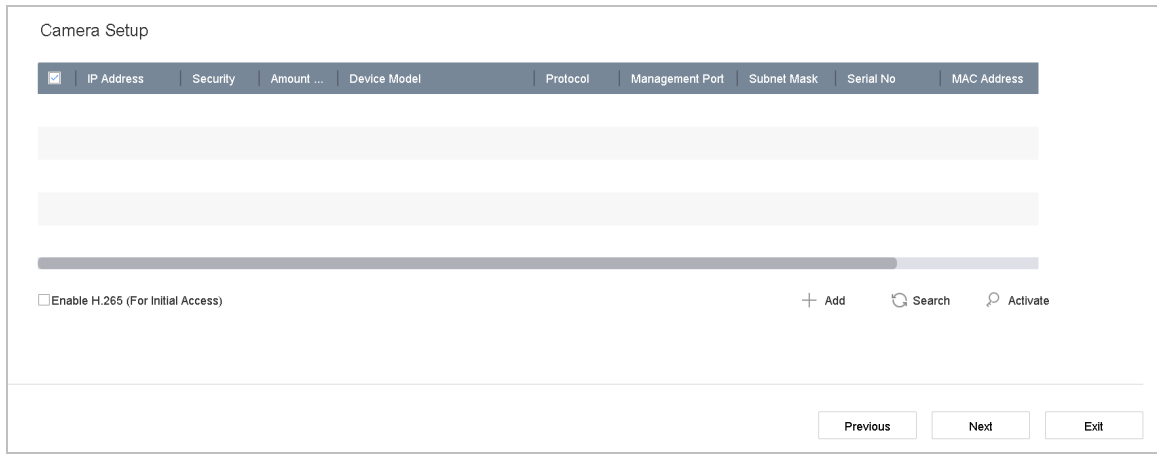 Camera Setup
IP Address Security Amount ... Device Model Protocol Management Port Subnet Mask Serial No MAC Address
Enable H.265 (For Initial Access) Add Search Activate
Previous Next Exit